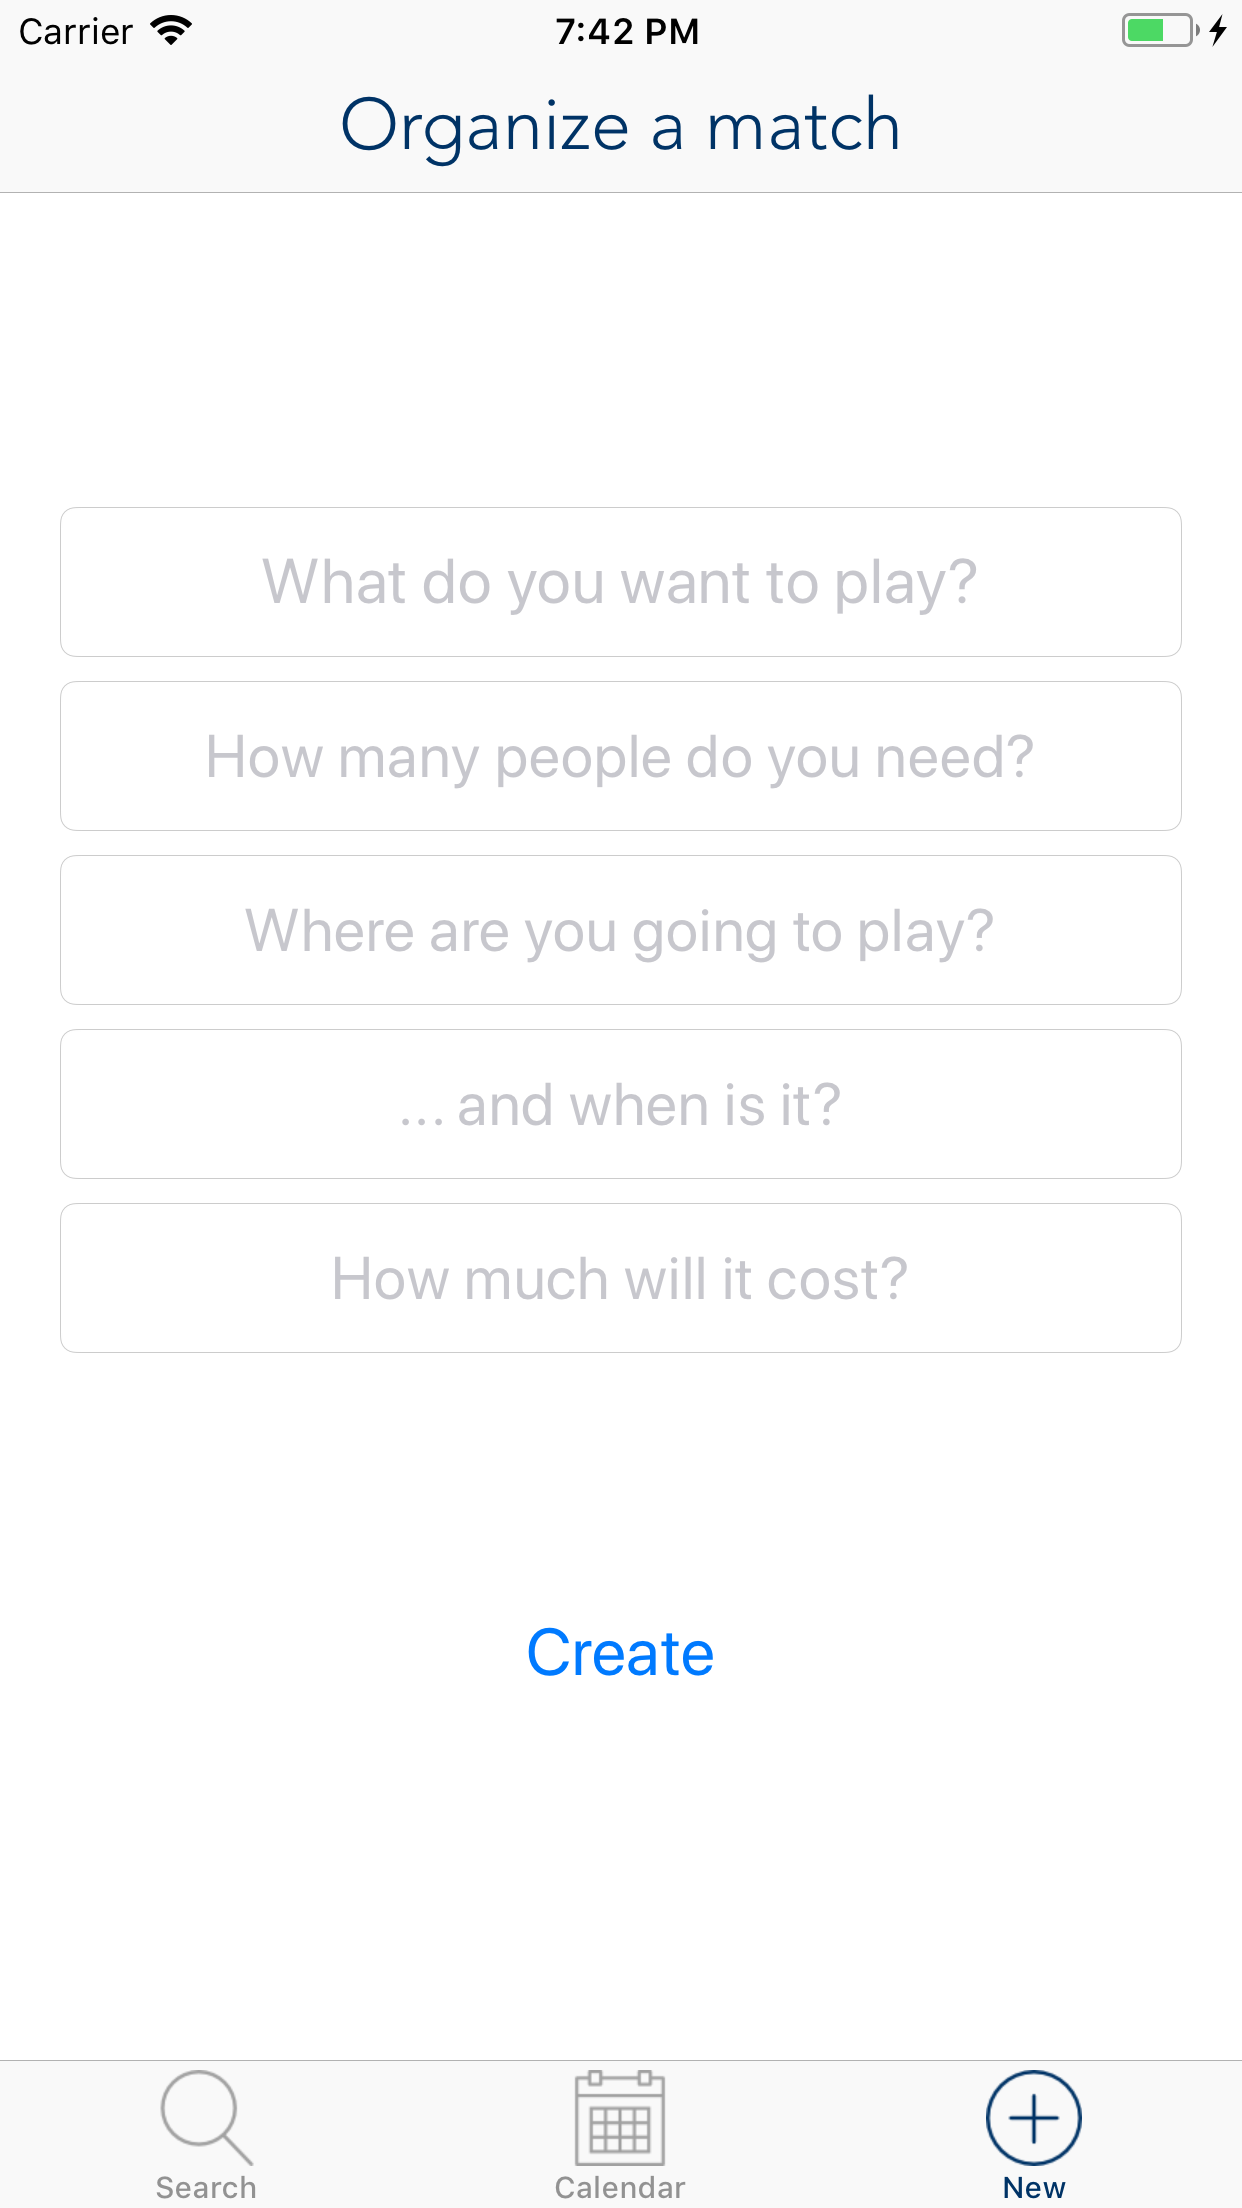 Carrier 7:42 PM
Organize a match
What do you want to play?
How many people do you need?
Where are you going to play?
... and when is it?
How much will it cost?
Create
Search Calendar New